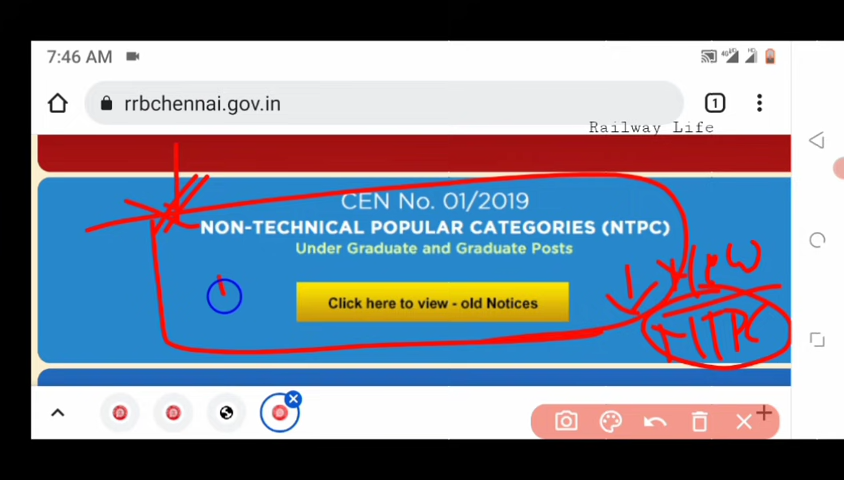 7:46 AM
4G
rrbchennai.gov.in
1
Railway Life
CEN No. 01/2019
NON-TECHNICAL POPULAR CATEGORIES (NTPC)
Under Graduate and Graduate Posts
Click here to view - old Notices
NTPC